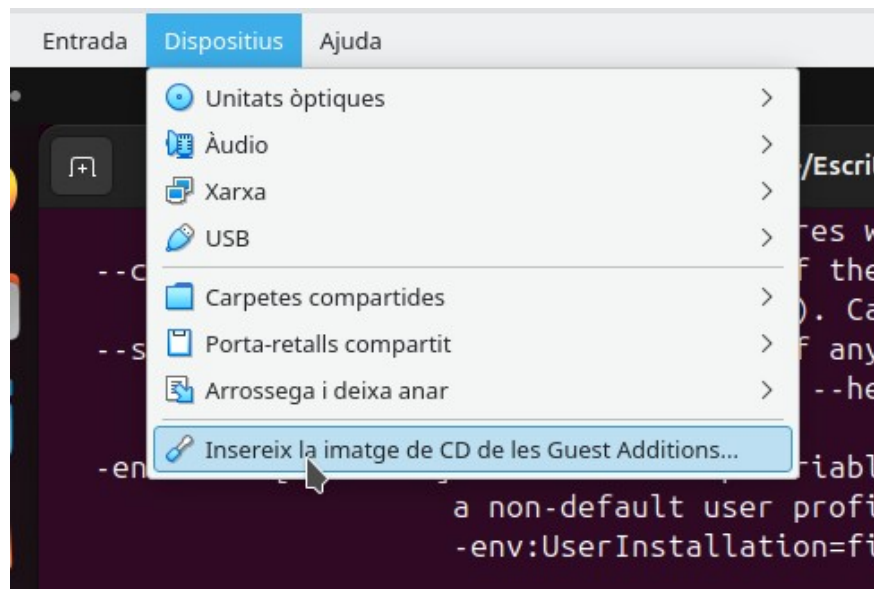 Entrada Dispositius Ajuda
Unitats òptiques
Àudio
/Escri
Xarxa
USB
res w
--c
f the
Carpetes compartides
). Ca
Porta-retalls compartit
--s
f any
Arrossega i deixa anar
--he
Insereix la imatge de CD de les Guest Additions...
-en
iabl
a non-default user profi
-env:UserInstallation=fi